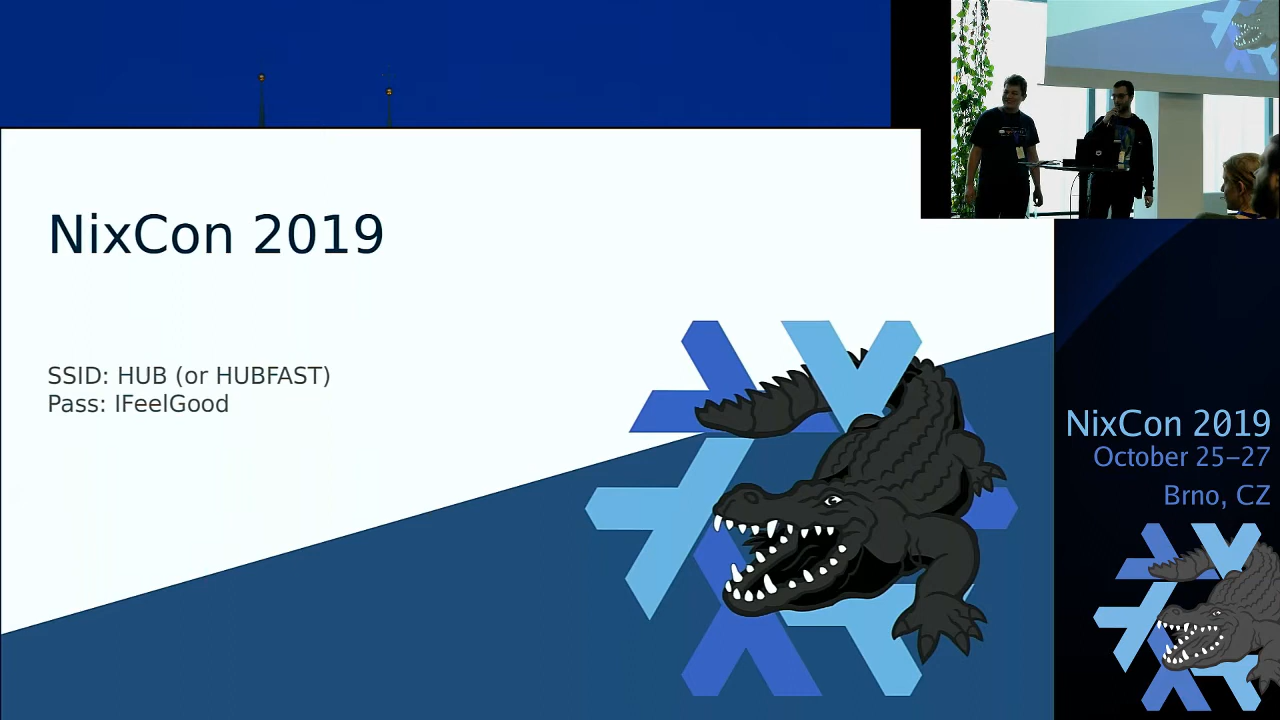 NixCon 2019
SSID: HUB (or HUBFAST)
Pass: IFeelGood
NixCon 2019
October 25–27
Brno, CZ